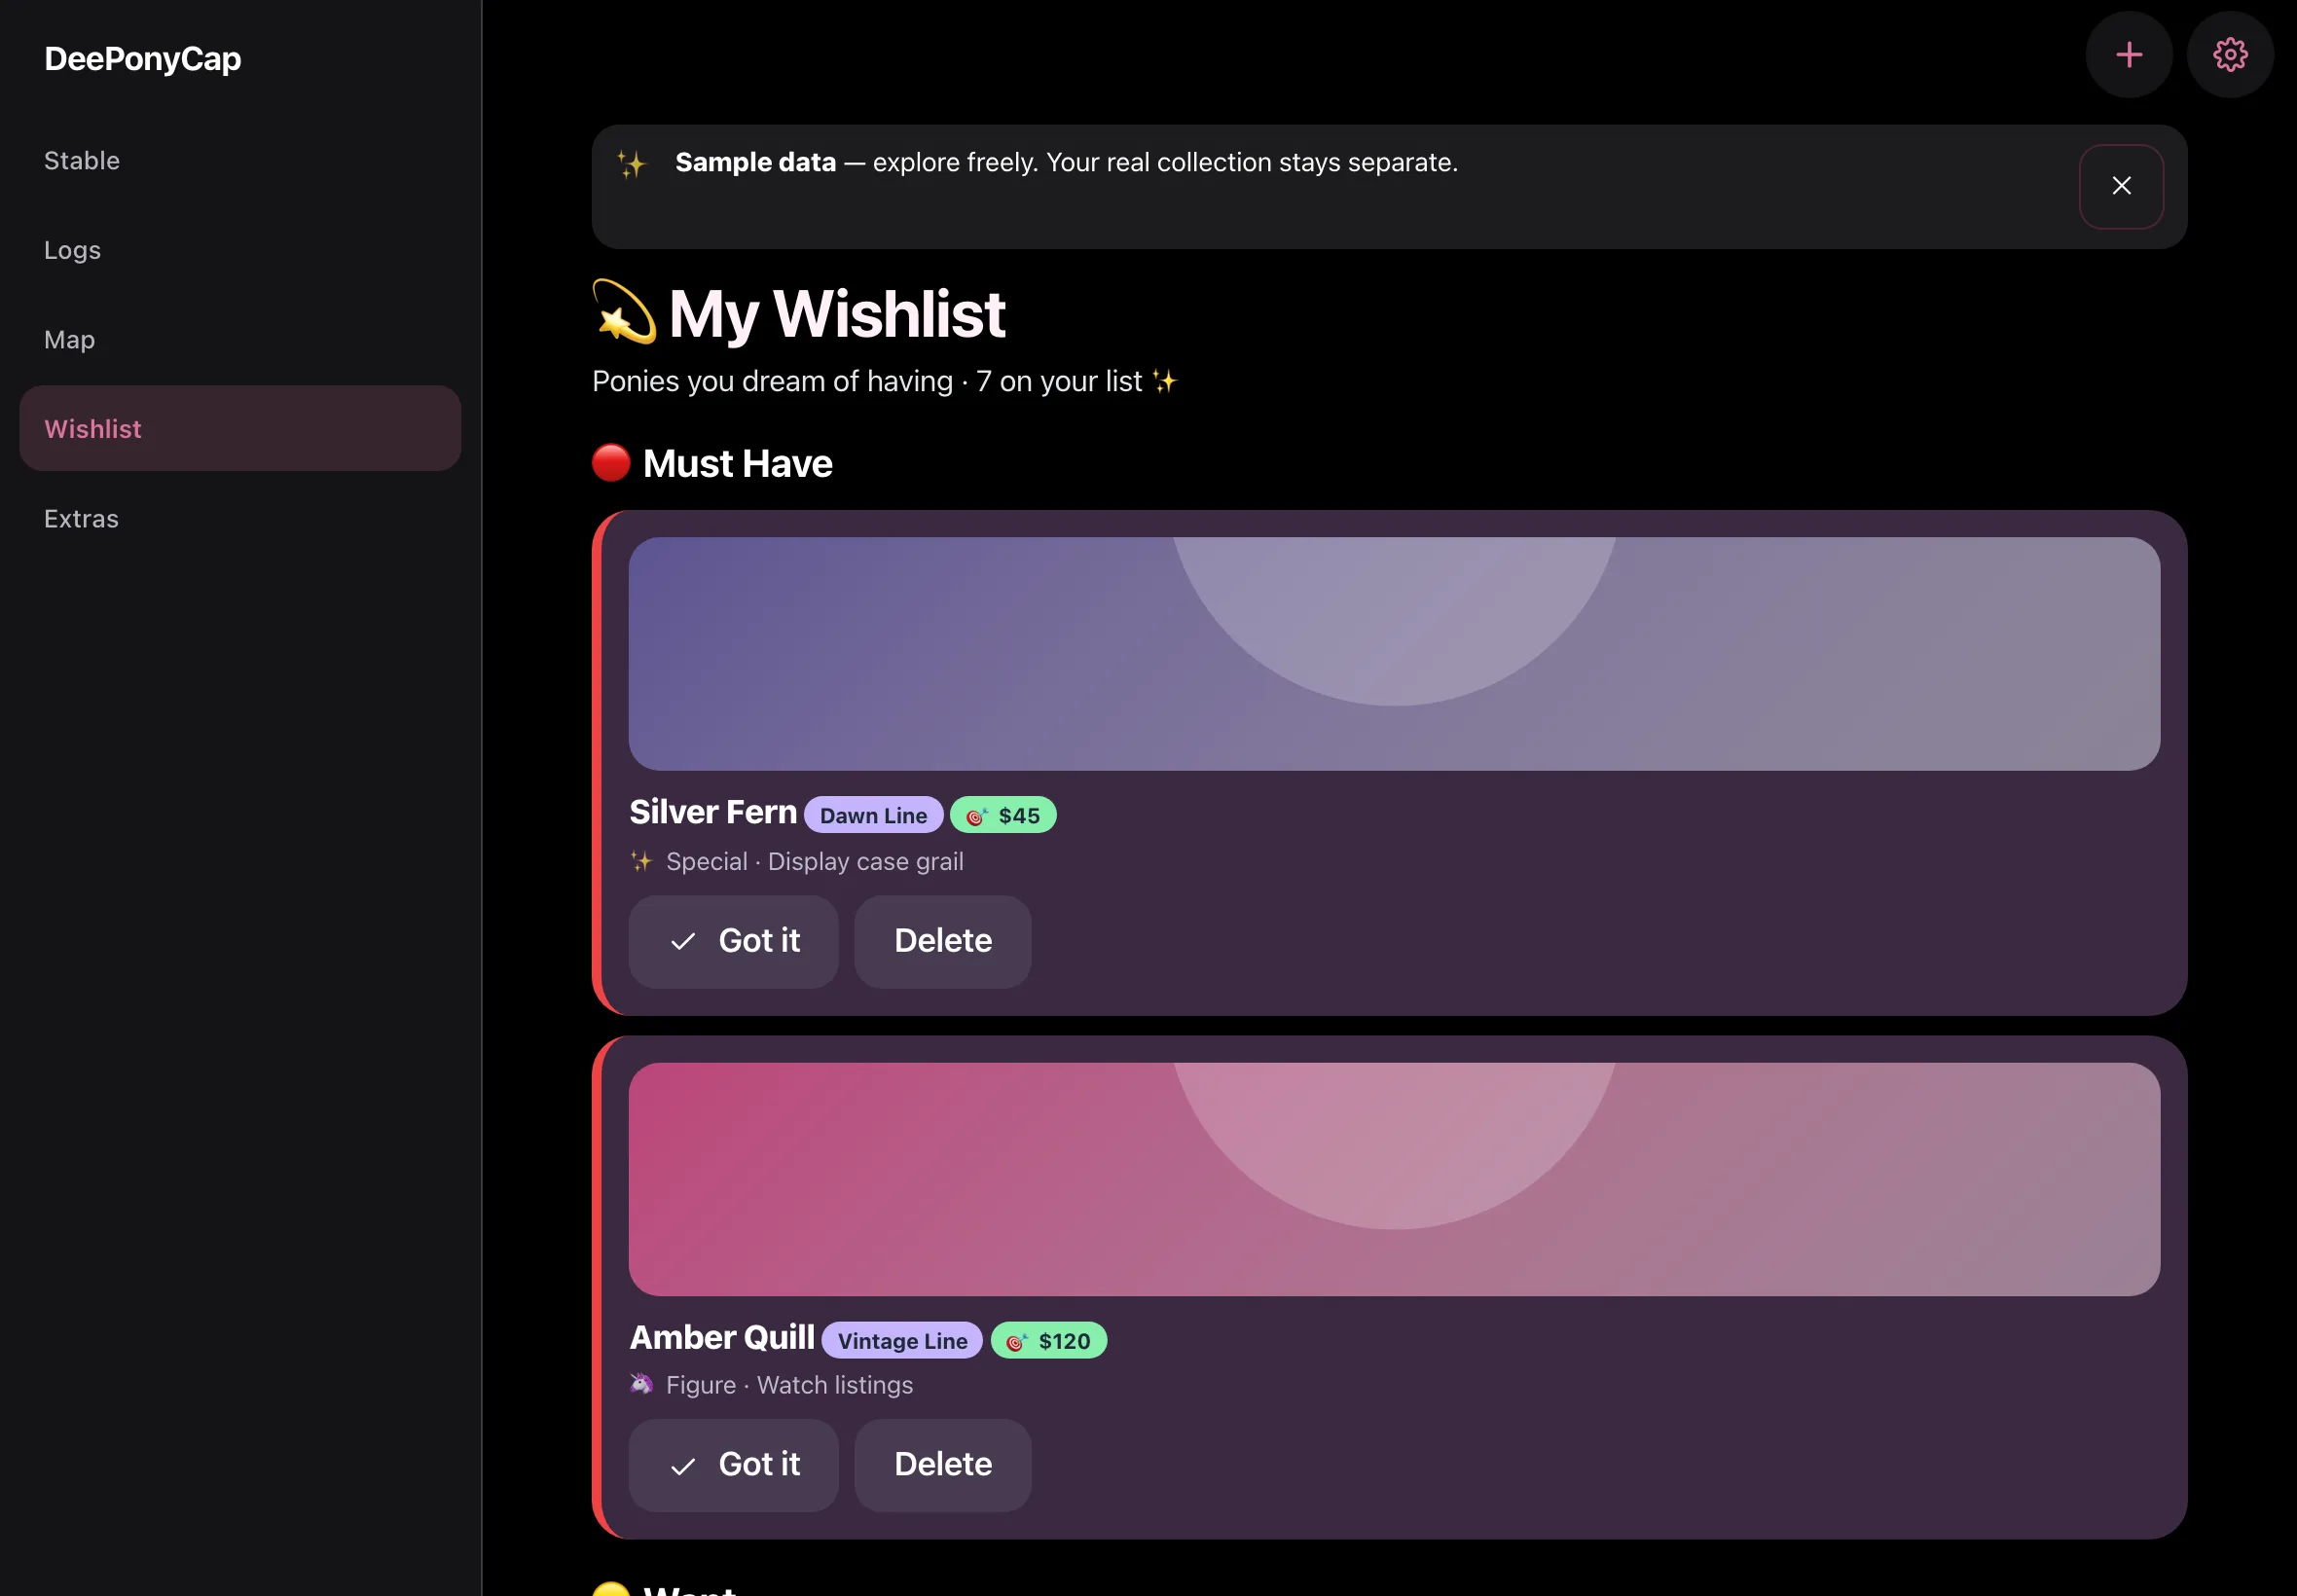 DeePonyCap
Stable
Logs
Map
Wishlist
Extras
✨ Sample data — explore freely. Your real collection stays separate.
💫 My Wishlist
Ponies you dream of having · 7 on your list ✨
🔴 Must Have
Silver Fern Dawn Line 🎯 $45
✨ Special · Display case grail
✓ Got it Delete
Amber Quill Vintage Line 🎯 $120
🦄 Figure · Watch listings
✓ Got it Delete
🟡 Want